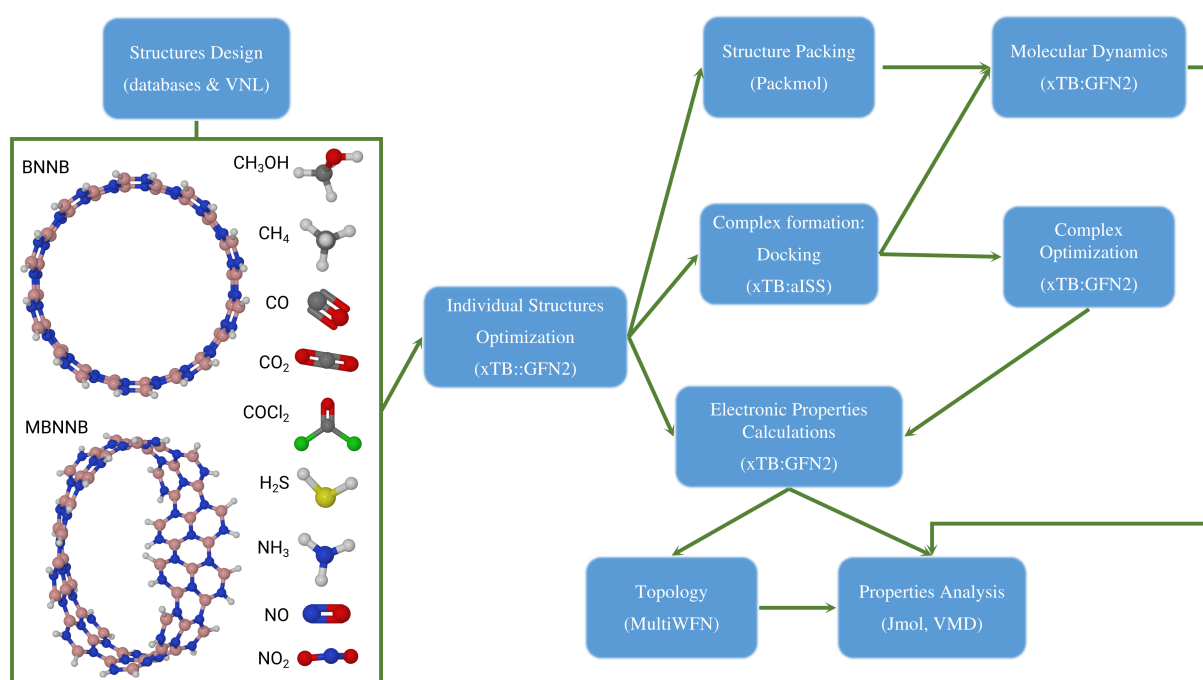 Structures Design
(databases & VNL)
BNNB
MBNNB
CH₃OH
CH₄
CO
CO₂
COCl₂
H₂S
NH₃
NO
NO₂
Individual Structures
Optimization
(xTB::GFN2)
Structure Packing
(Packmol)
Molecular Dynamics
(xTB:GFN2)
Complex formation:
Docking
(xTB:aISS)
Complex
Optimization
(xTB:GFN2)
Electronic Properties
Calculations
(xTB:GFN2)
Topology
(MultiWFN)
Properties Analysis
(Jmol, VMD)